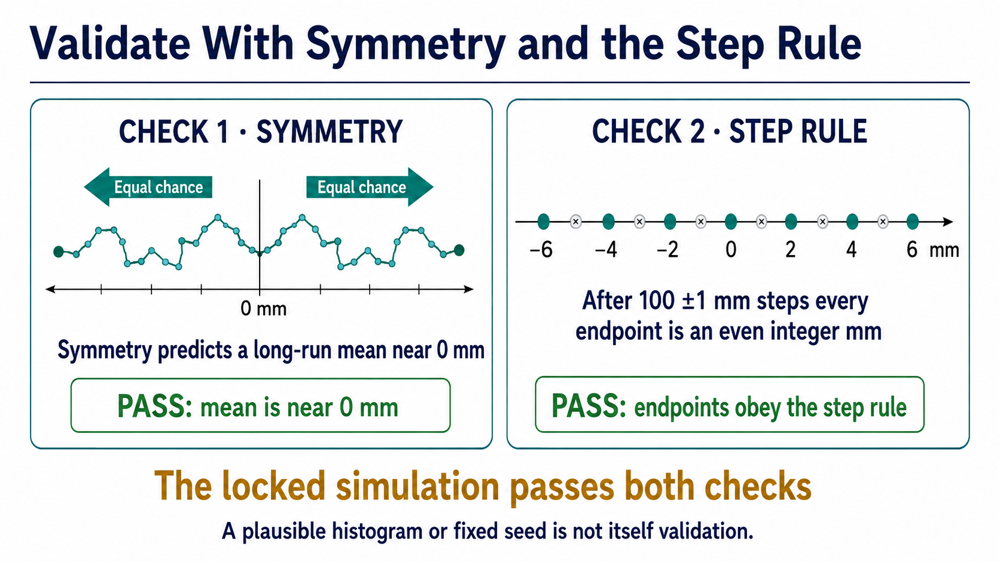 Validate With Symmetry and the Step Rule
CHECK 1 · SYMMETRY
Equal chance
Equal chance
0 mm
Symmetry predicts a long-run mean near 0 mm
PASS: mean is near 0 mm
CHECK 2 · STEP RULE
−6 −4 −2 0 2 4 6 mm
After 100 ±1 mm steps every
endpoint is an even integer mm
PASS: endpoints obey the step rule
The locked simulation passes both checks
A plausible histogram or fixed seed is not itself validation.